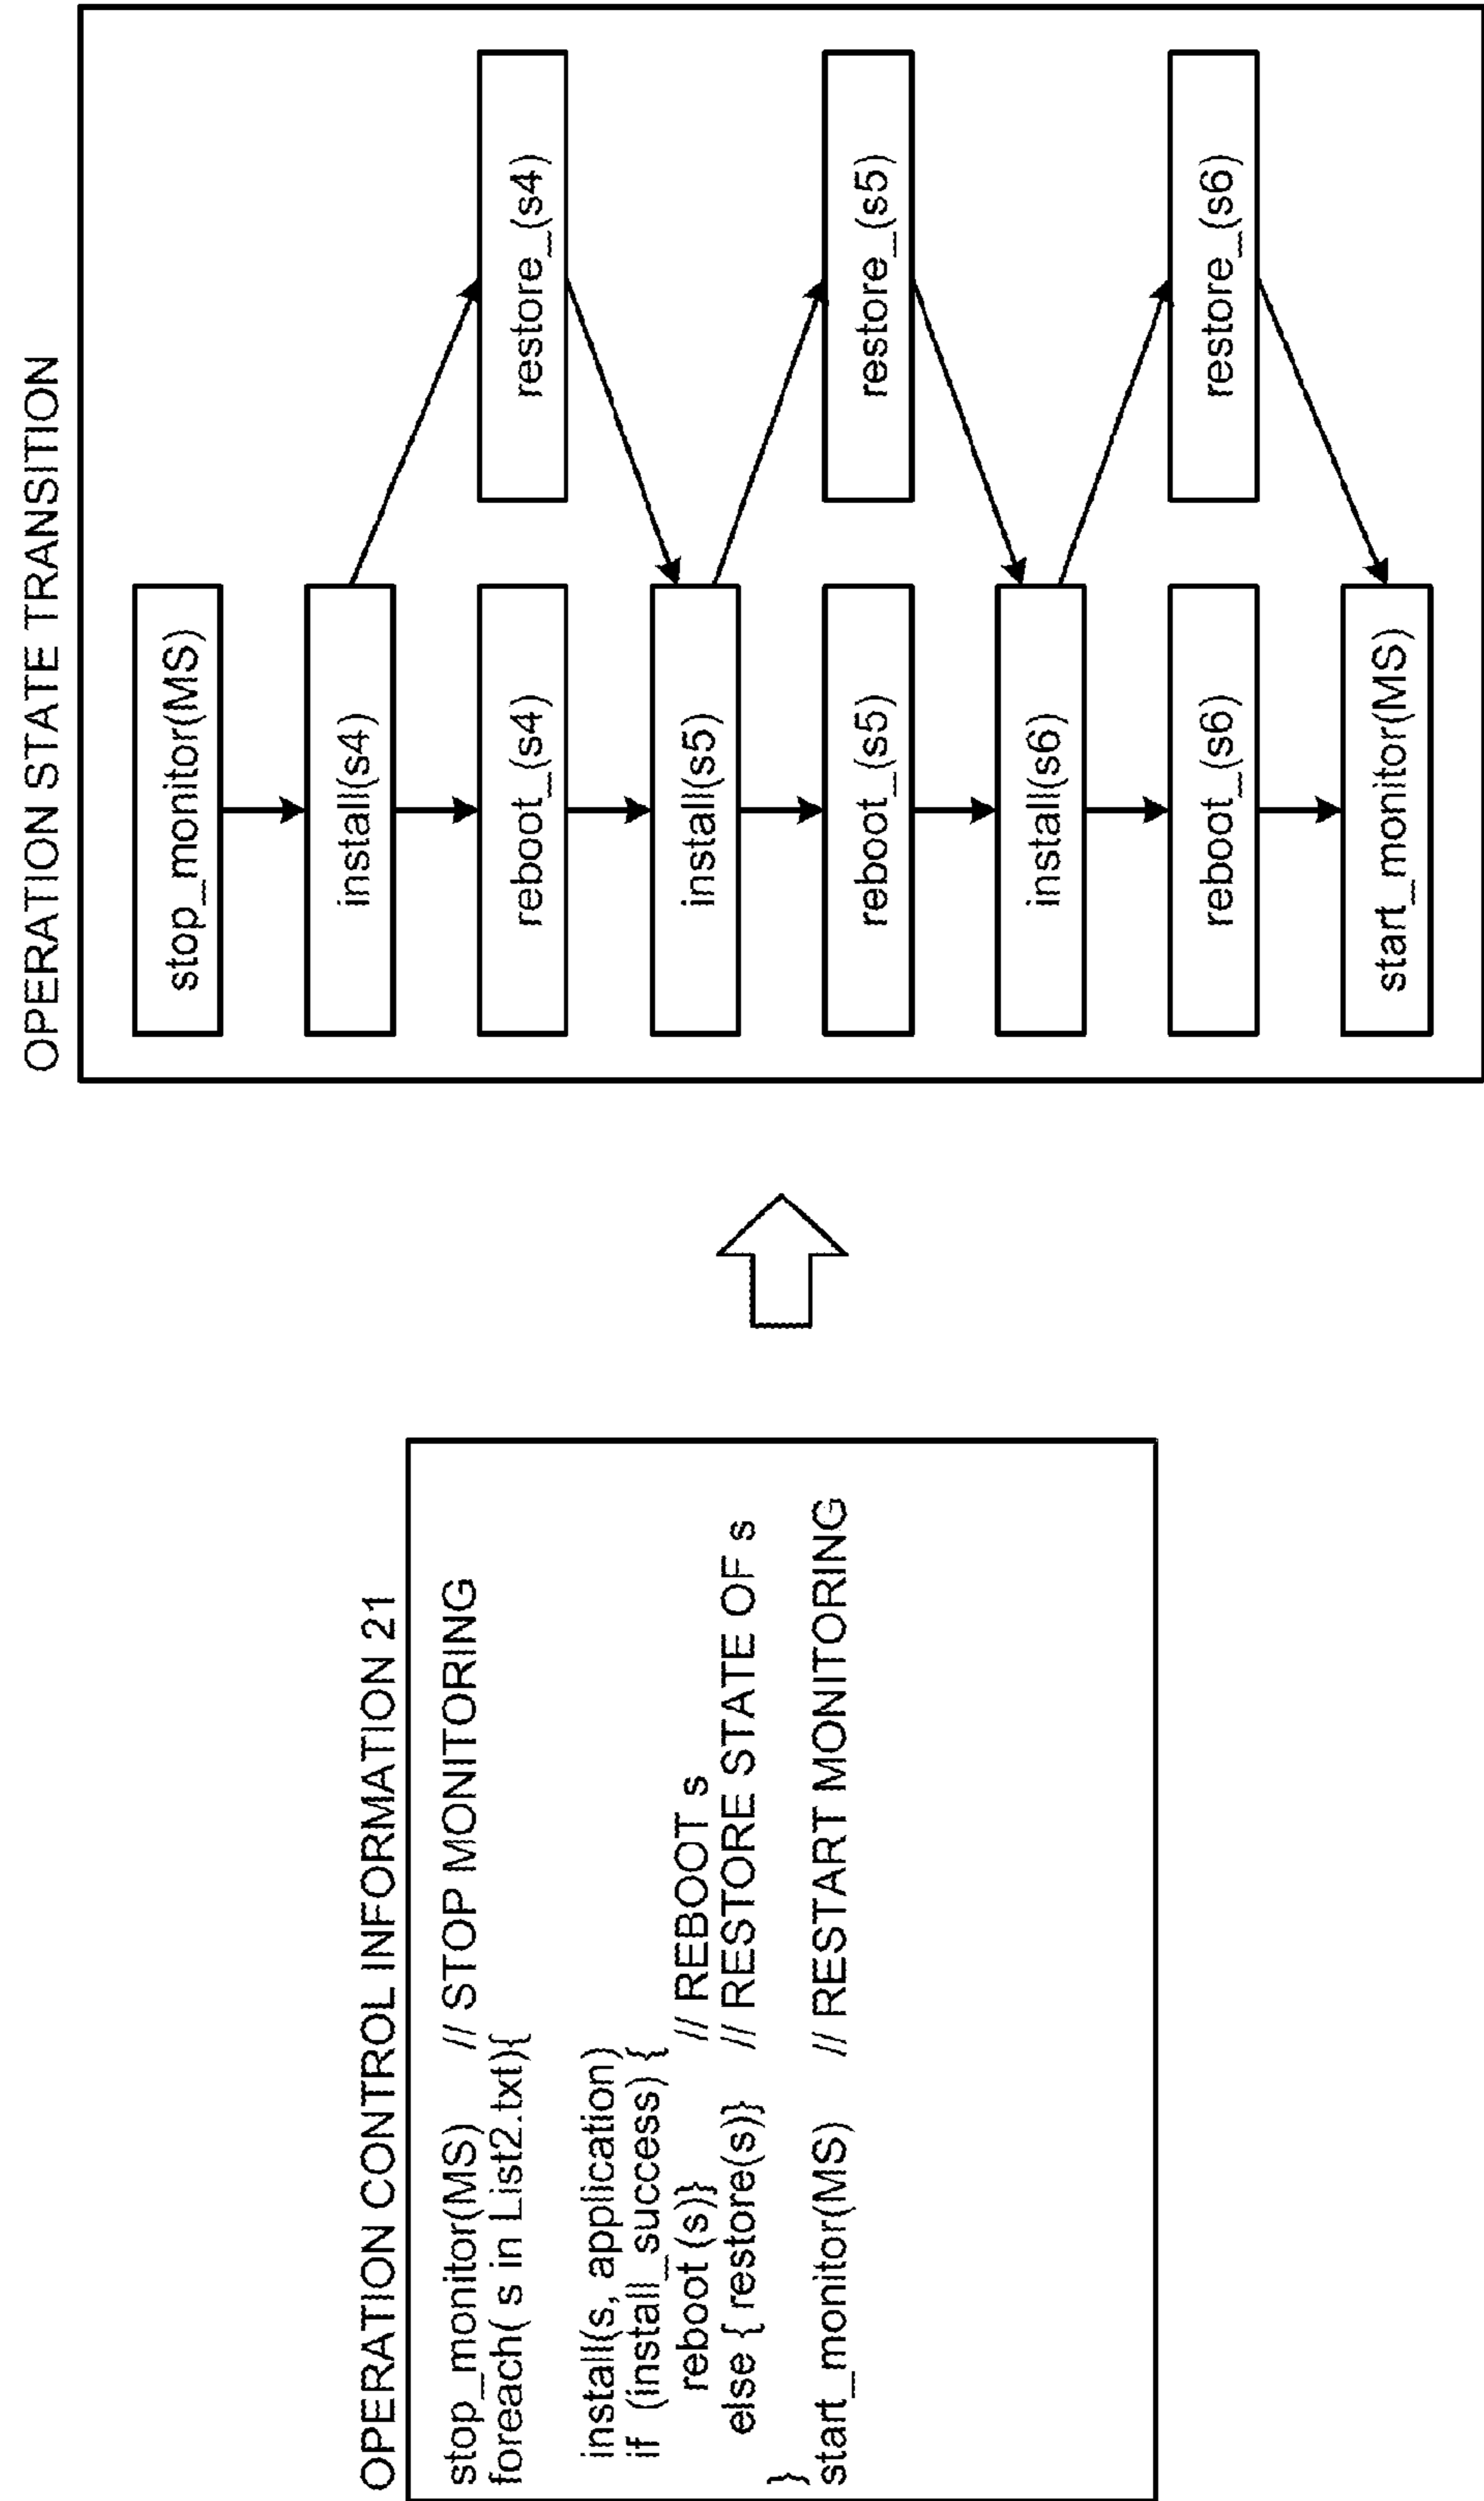 OPERATION CONTROL INFORMATION 21
stop_monitor(MS) // STOP MONITORING
foreach( s in List2.txt){
install(s, application)
if (install_success) {
reboot (s)} // REBOOT s
else { restore(s)} // RESTORE STATE OF s
}
start_monitor(MS) // RESTART MONITORING
OPERATION STATE TRANSITION
stop_monitor(MS)
install(s4)
reboot_(s4)
restore_(s4)
install(s5)
reboot_(s5)
restore_(s5)
install(s6)
reboot_(s6)
restore_(s6)
start_monitor(MS)